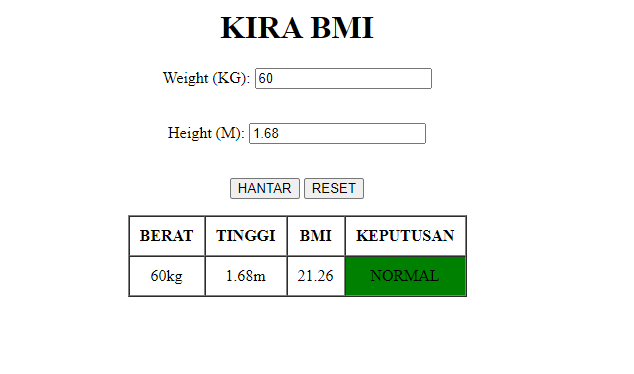 KIRA BMI
Weight (KG): 60
Height (M): 1.68
HANTAR RESET
BERAT TINGGI BMI KEPUTUSAN
60kg 1.68m 21.26 NORMAL